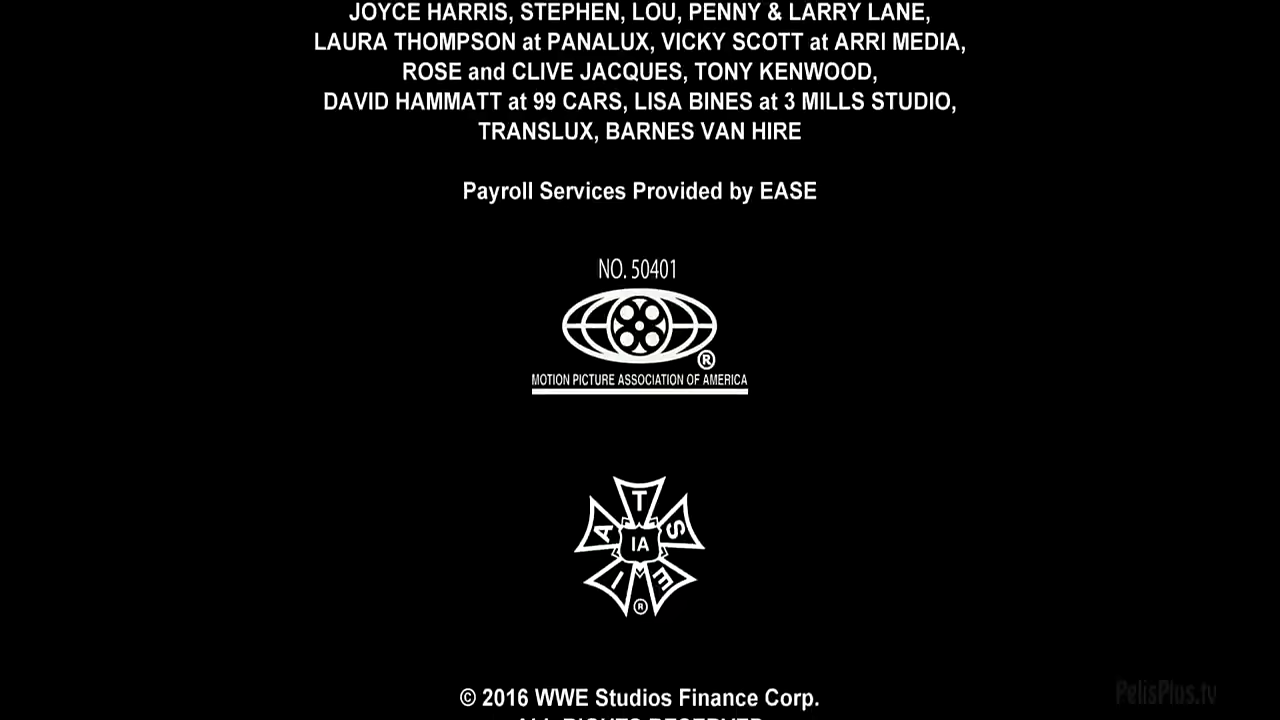 JOYCE HARRIS, STEPHEN, LOU, PENNY & LARRY LANE,
LAURA THOMPSON at PANALUX, VICKY SCOTT at ARRI MEDIA,
ROSE and CLIVE JACQUES, TONY KENWOOD,
DAVID HAMMATT at 99 CARS, LISA BINES at 3 MILLS STUDIO,
TRANSLUX, BARNES VAN HIRE
Payroll Services Provided by EASE
NO. 50401
®
MOTION PICTURE ASSOCIATION OF AMERICA
I A T S E
IA
®
© 2016 WWE Studios Finance Corp.
ALL RIGHTS RESERVED
PelisPlus.tv